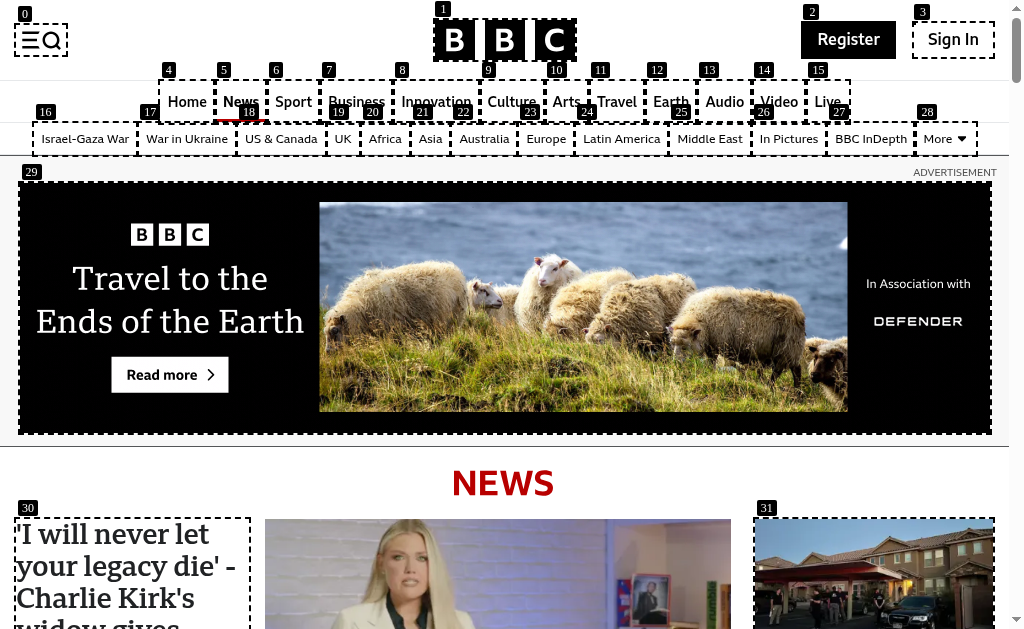 0
1
2
3
BBC
Register
Sign In
4
5
6
7
8
9
10
11
12
13
14
15
Home
News
Sport
Business
Innovation
Culture
Arts
Travel
Earth
Audio
Video
Live
16
17
18
19
20
21
22
23
24
25
26
27
28
Israel-Gaza War
War in Ukraine
US & Canada
UK
Africa
Asia
Australia
Europe
Latin America
Middle East
In Pictures
BBC InDepth
More
29
ADVERTISEMENT
BBC
Travel to the
Ends of the Earth
Read more
In Association with
DEFENDER
NEWS
30
31
'I will never let
your legacy die' -
Charlie Kirk's
widow gives